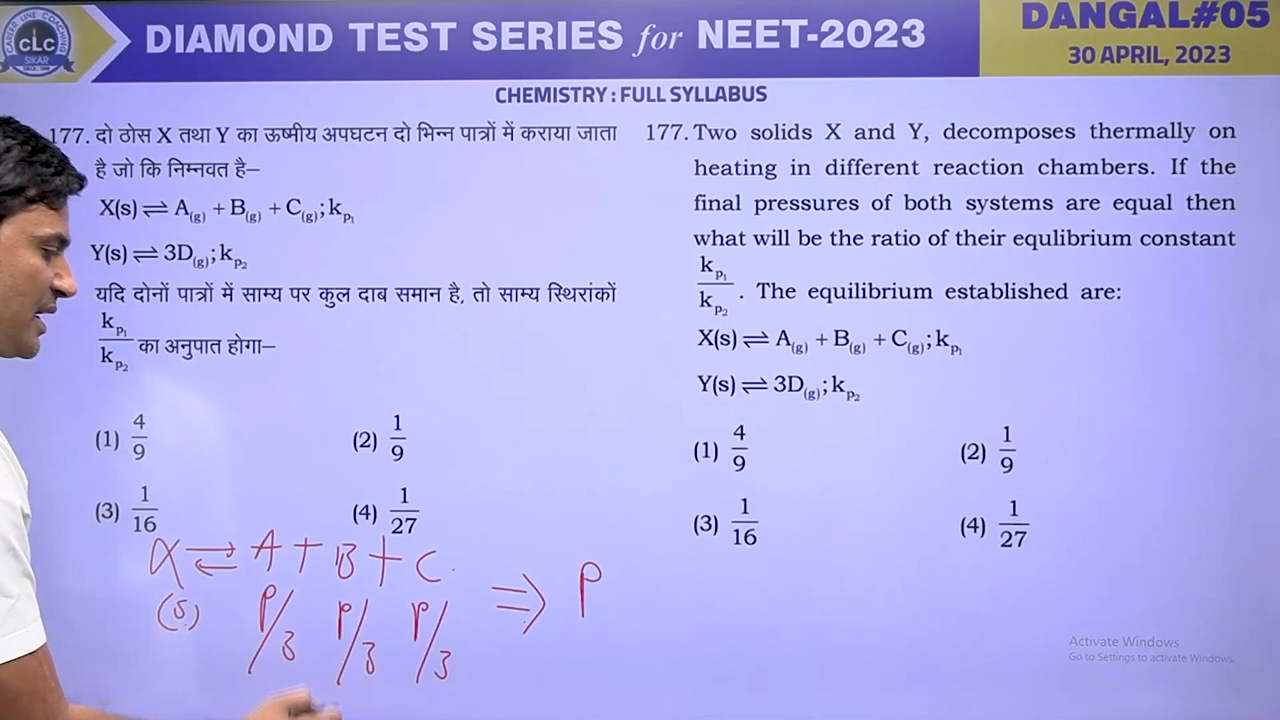 CAREER LINE COACHING
CLC
SIKAR
DIAMOND TEST SERIES for NEET-2023
DANGAL#05
30 APRIL, 2023
CHEMISTRY : FULL SYLLABUS
177. दो ठोस X तथा Y का ऊष्मीय अपघटन दो भिन्न पात्रों में कराया जाता
है जो कि निम्नवत है–
X(s) ⇌ A(g) + B(g) + C(g); kp₁
Y(s) ⇌ 3D(g); kp₂
यदि दोनों पात्रों में साम्य पर कुल दाब समान है, तो साम्य स्थिरांकों
kp₁/kp₂ का अनुपात होगा–
(1) 4/9 (2) 1/9
(3) 1/16 (4) 1/27
177. Two solids X and Y, decomposes thermally on
heating in different reaction chambers. If the
final pressures of both systems are equal then
what will be the ratio of their equlibrium constant
kp₁/kp₂. The equilibrium established are:
X(s) ⇌ A(g) + B(g) + C(g); kp₁
Y(s) ⇌ 3D(g); kp₂
(1) 4/9 (2) 1/9
(3) 1/16 (4) 1/27
X ⇌ A + B + C
(s) P/3 P/3 P/3 ⇒ P
Activate Windows
Go to Settings to activate Windows.